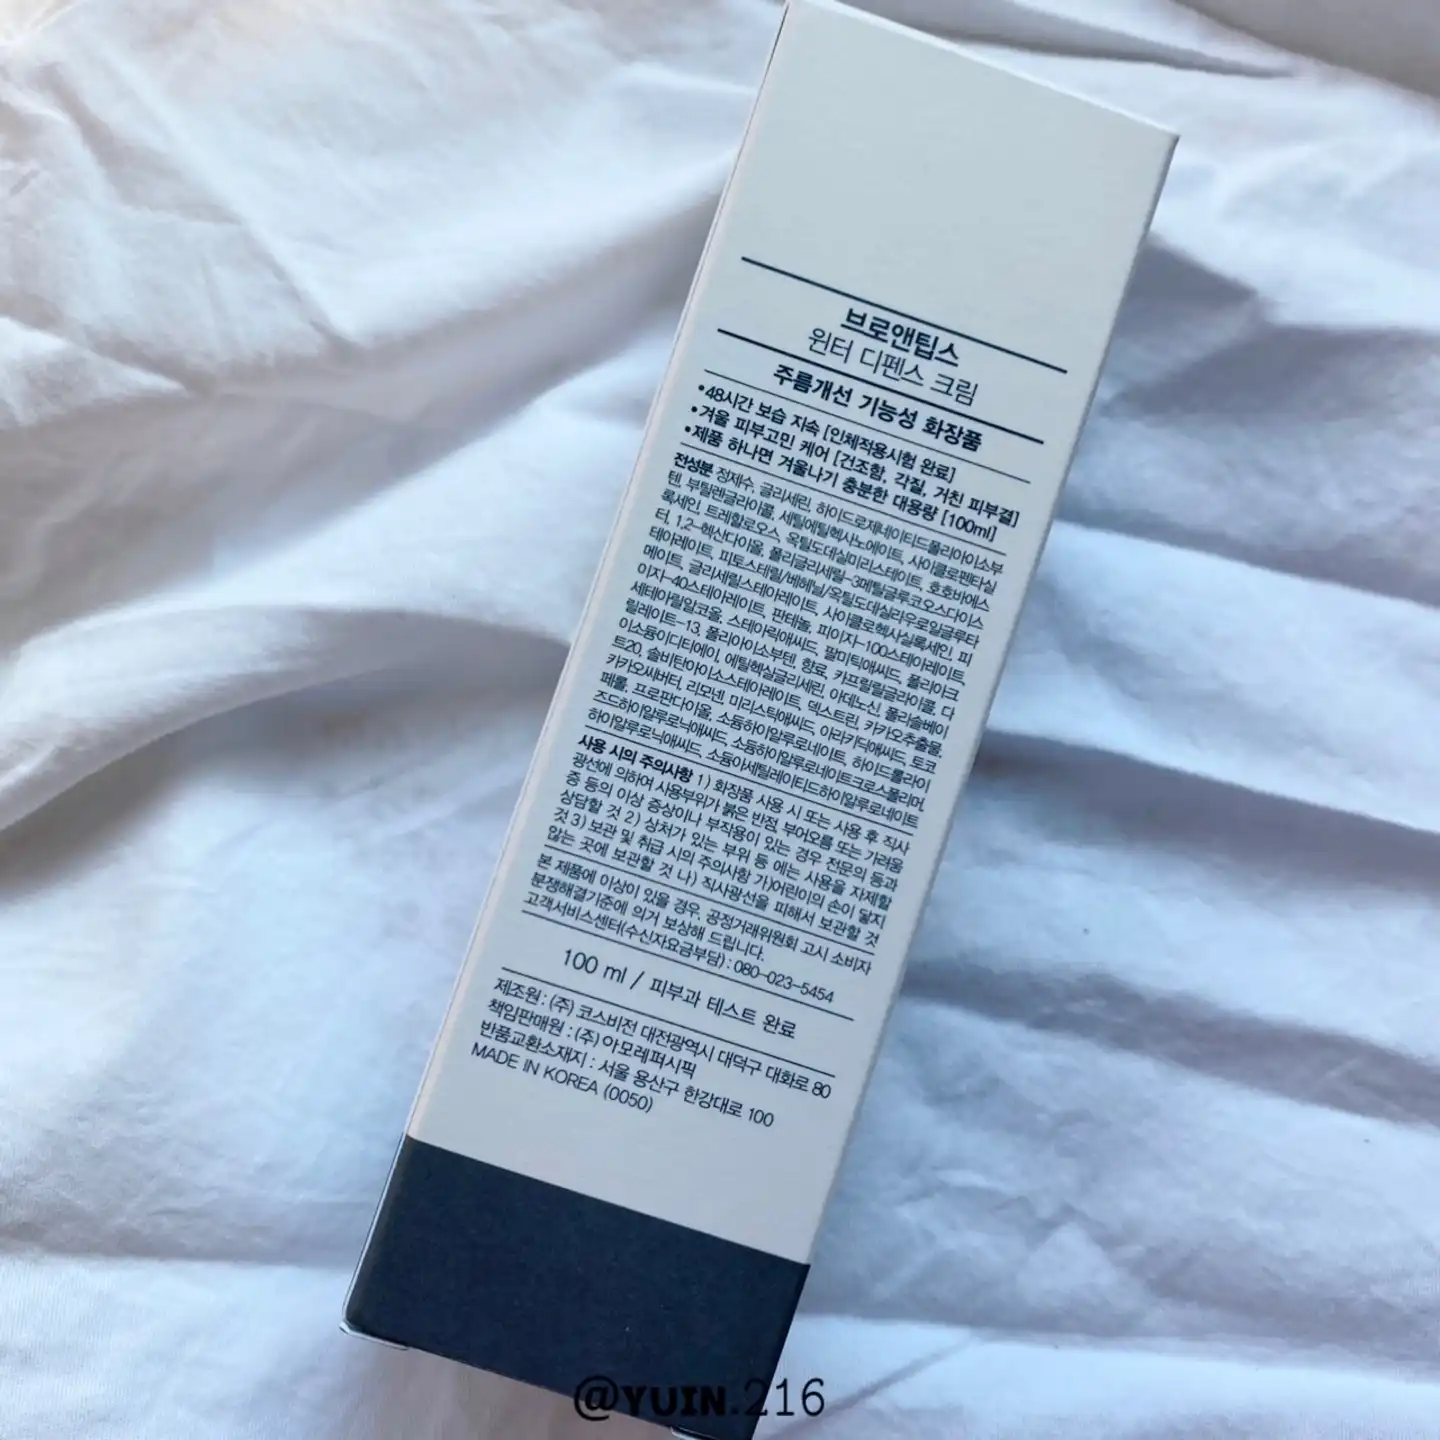 브로앤팁스
윈터 디펜스 크림
주름개선 기능성 화장품
•48시간 보습 지속 [인체적용시험 완료]
•겨울 피부고민 케어 [건조함, 각질, 거친 피부결]
•제품 하나면 겨울나기 충분한 대용량 [100ml]
전성분 정제수, 글리세린, 하이드로제네이티드폴리아이소부
텐, 부틸렌글라이콜, 세틸에틸헥사노에이트, 사이클로펜타실
록세인, 트레할로오스, 옥틸도데실미리스테이트, 호호바에스
터, 1,2-헥산다이올, 폴리글리세릴-3메틸글루코오스다이스
테아레이트, 피토스테릴/베헤닐/옥틸도데실라우로일글루타
메이트, 글리세릴스테아레이트, 사이클로헥사실록세인, 피
이자-40스테아레이트, 판테놀, 피이자-100스테아레이트,
세테아릴알코올, 스테아릭애씨드, 팔미틱애씨드, 폴리아크
릴레이트-13, 폴리아이소부텐, 향료, 카프릴릴글라이콜, 다
이소듐이디티에이, 에틸헥실글리세린, 아데노신, 폴리솔베이
트20, 솔비탄아이소스테아레이트, 덱스트린, 카카오추출물,
카카오씨버터, 리모넨, 미리스틱애씨드, 아라키딕애씨드, 토코
페롤, 프로판다이올, 소듐하이알루로네이트, 하이드롤라이
즈드하이알루로닉애씨드, 소듐하이알루로네이트크로스폴리머,
하이알루로닉애씨드, 소듐아세틸레이티드하이알루로네이트
사용 시의 주의사항 1) 화장품 사용 시 또는 사용 후 직사
광선에 의하여 사용부위가 붉은 반점, 부어오름 또는 가려움
증 등의 이상 증상이나 부작용이 있는 경우 전문의 등과
상담할 것 2) 상처가 있는 부위 등 에는 사용을 자제할
것 3) 보관 및 취급 시의 주의사항 가)어린이의 손이 닿지
않는 곳에 보관할 것 나) 직사광선을 피해서 보관할 것
본 제품에 이상이 있을 경우, 공정거래위원회 고시 소비자
분쟁해결기준에 의거 보상해 드립니다.
고객서비스센터(수신자요금부담) : 080-023-5454
100 ml / 피부과 테스트 완료
제조원 : (주) 코스비전 대전광역시 대덕구 대화로 80
책임판매원 : (주) 아모레퍼시픽
반품교환소재지 : 서울 용산구 한강대로 100
MADE IN KOREA (0050)
@YUIN.216